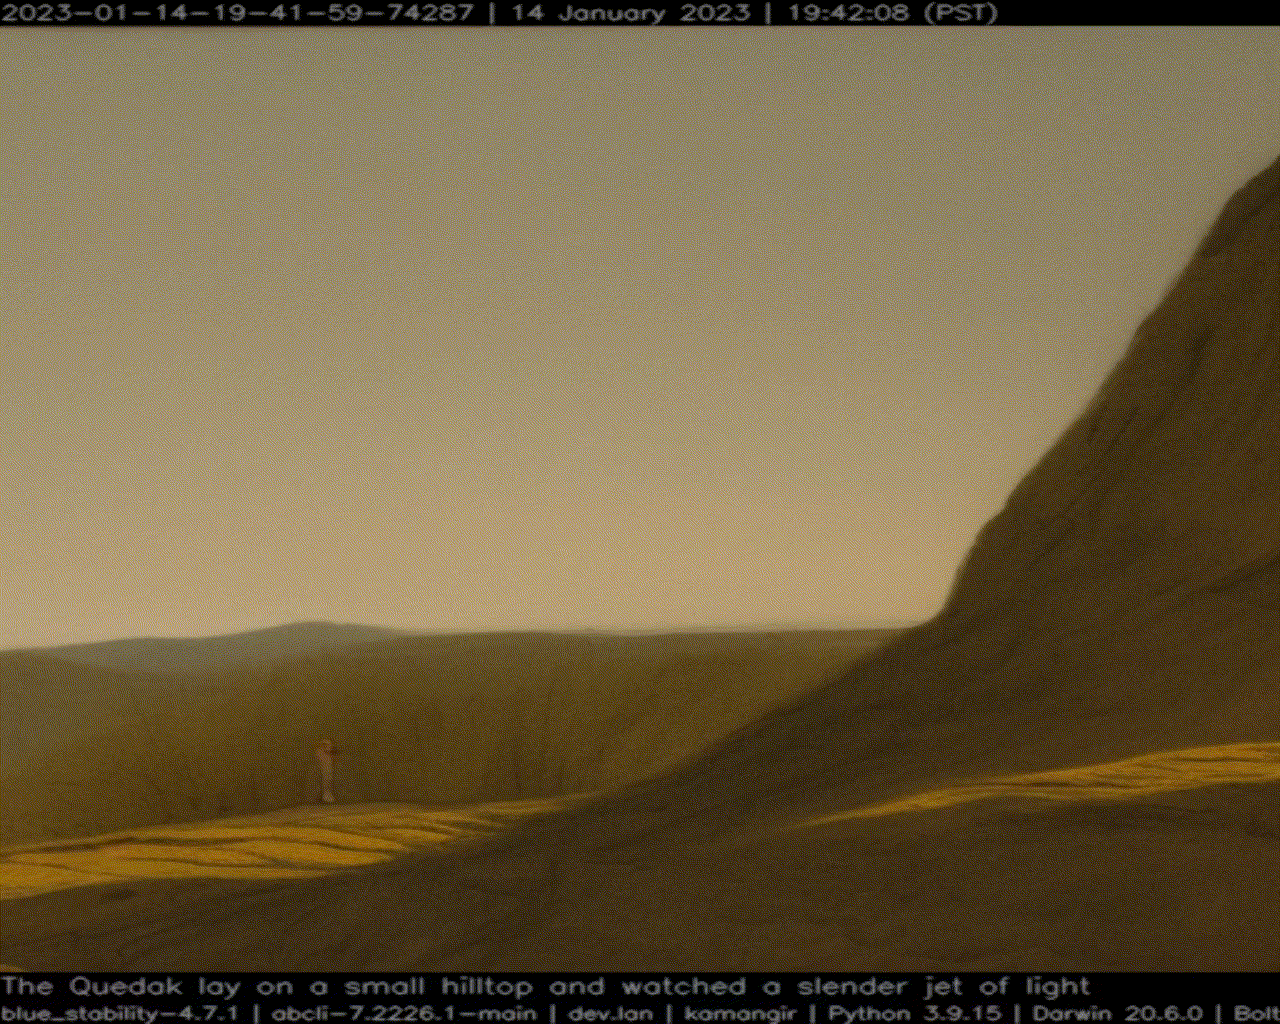 2023-01-14-19-41-59-74287 | 14 January 2023 | 19:42:08 (PST)
The Quedak lay on a small hilltop and watched a slender jet of light
blue_stability-4.7.1 | abcli-7.2226.1-main | dev.lan | kamangir | Python 3.9.15 | Darwin 20.6.0 | Bolt